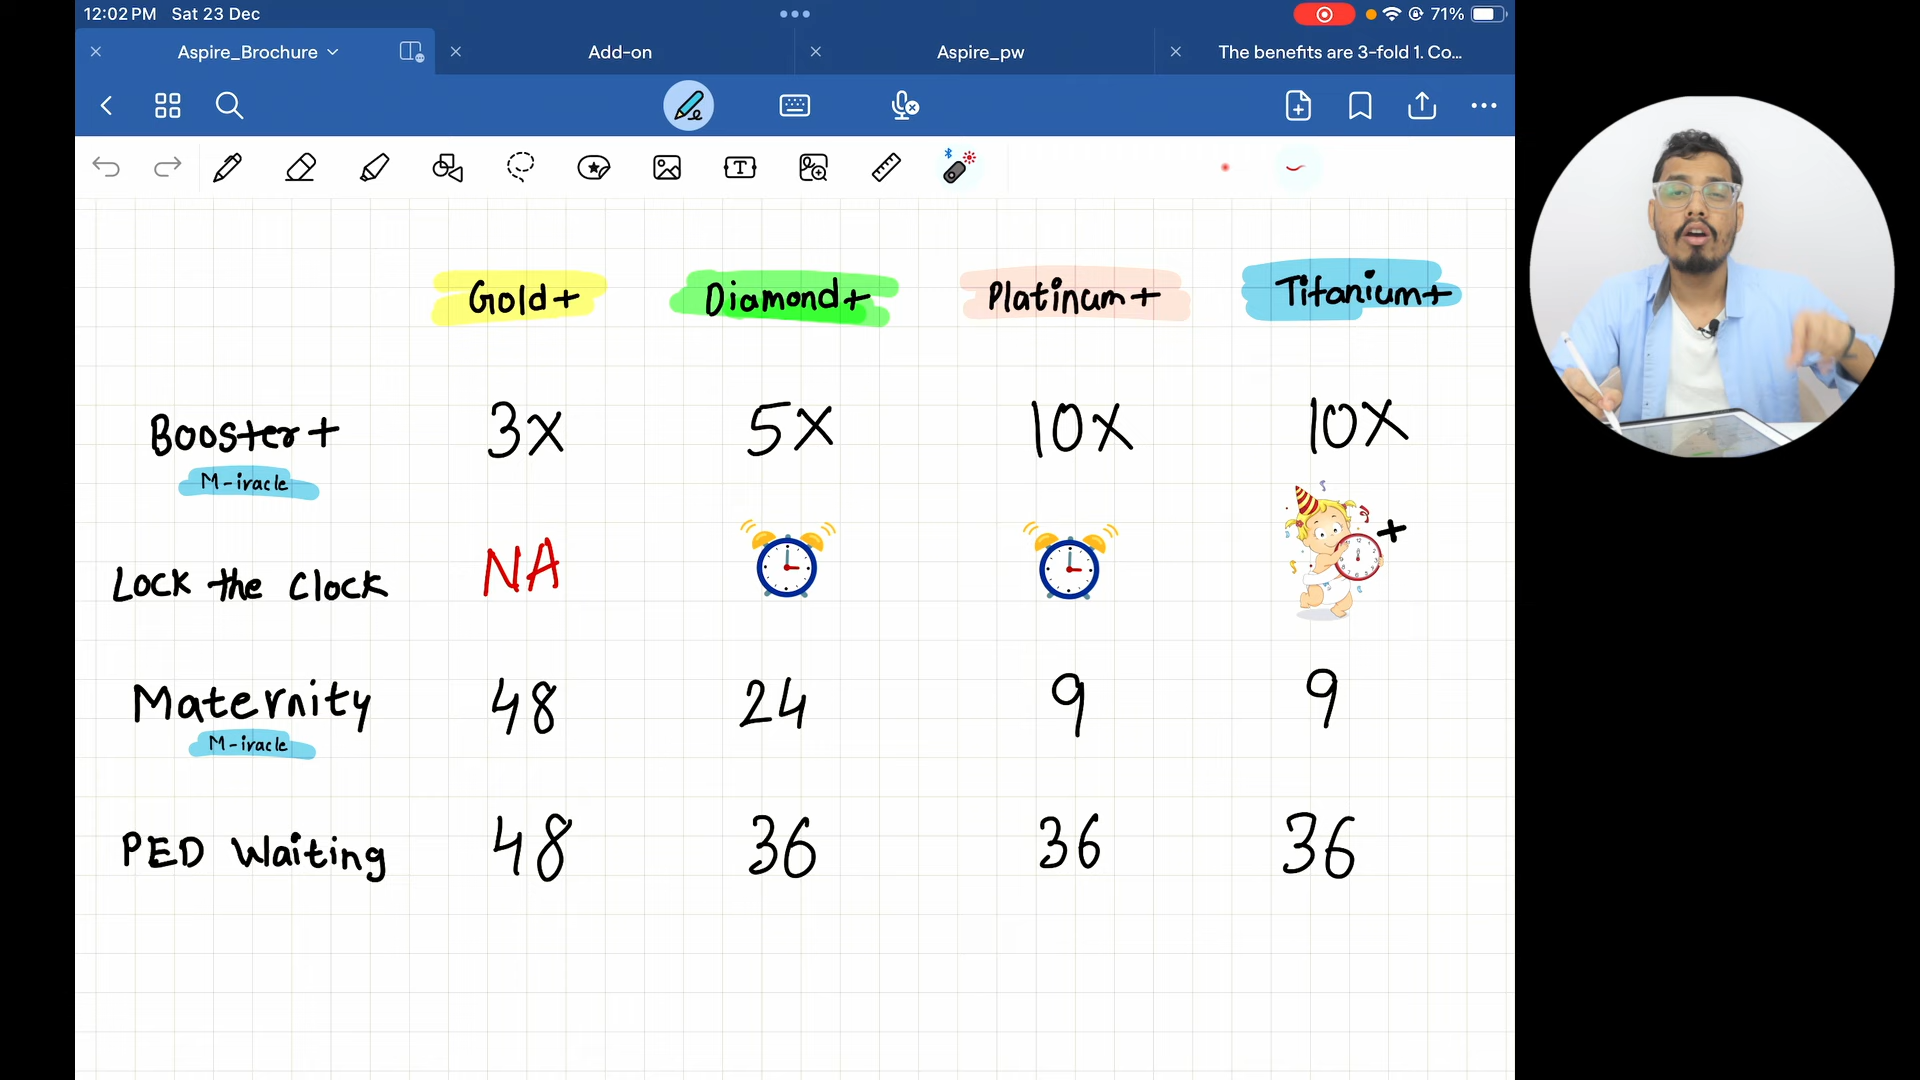 12:02 PM Sat 23 Dec
71%
Aspire_Brochure
Add-on
Aspire_pw
The benefits are 3-fold 1. Co...
T
Gold+ Diamond+ Platinum+ Titanium+
Booster+ 3X 5X 10X 10X
M-iracle
Lock the Clock NA +
Maternity 48 24 9 9
M-iracle
PED Waiting 48 36 36 36